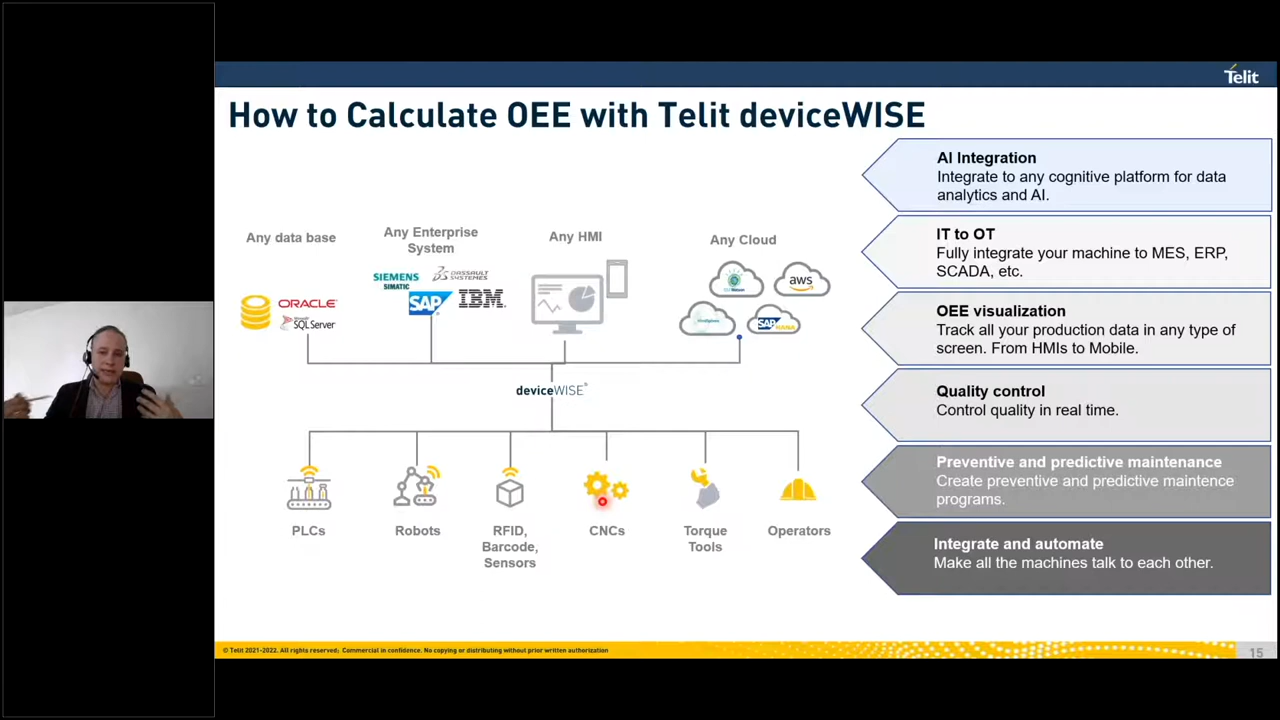 Telit
How to Calculate OEE with Telit deviceWISE
Any data base
ORACLE
SQL Server
Any Enterprise
System
SIEMENS
SIMATIC
DASSAULT
SYSTEMES
SAP
IBM
Any HMI
Any Cloud
aws
SAP HANA
deviceWISE
PLCs
Robots
RFID,
Barcode,
Sensors
CNCs
Torque
Tools
Operators
AI Integration
Integrate to any cognitive platform for data
analytics and AI.
IT to OT
Fully integrate your machine to MES, ERP,
SCADA, etc.
OEE visualization
Track all your production data in any type of
screen. From HMIs to Mobile.
Quality control
Control quality in real time.
Preventive and predictive maintenance
Create preventive and predictive maintence
programs.
Integrate and automate
Make all the machines talk to each other.
© Telit 2021-2022. All rights reserved; Commercial in confidence. No copying or distributing without prior written authorization
15